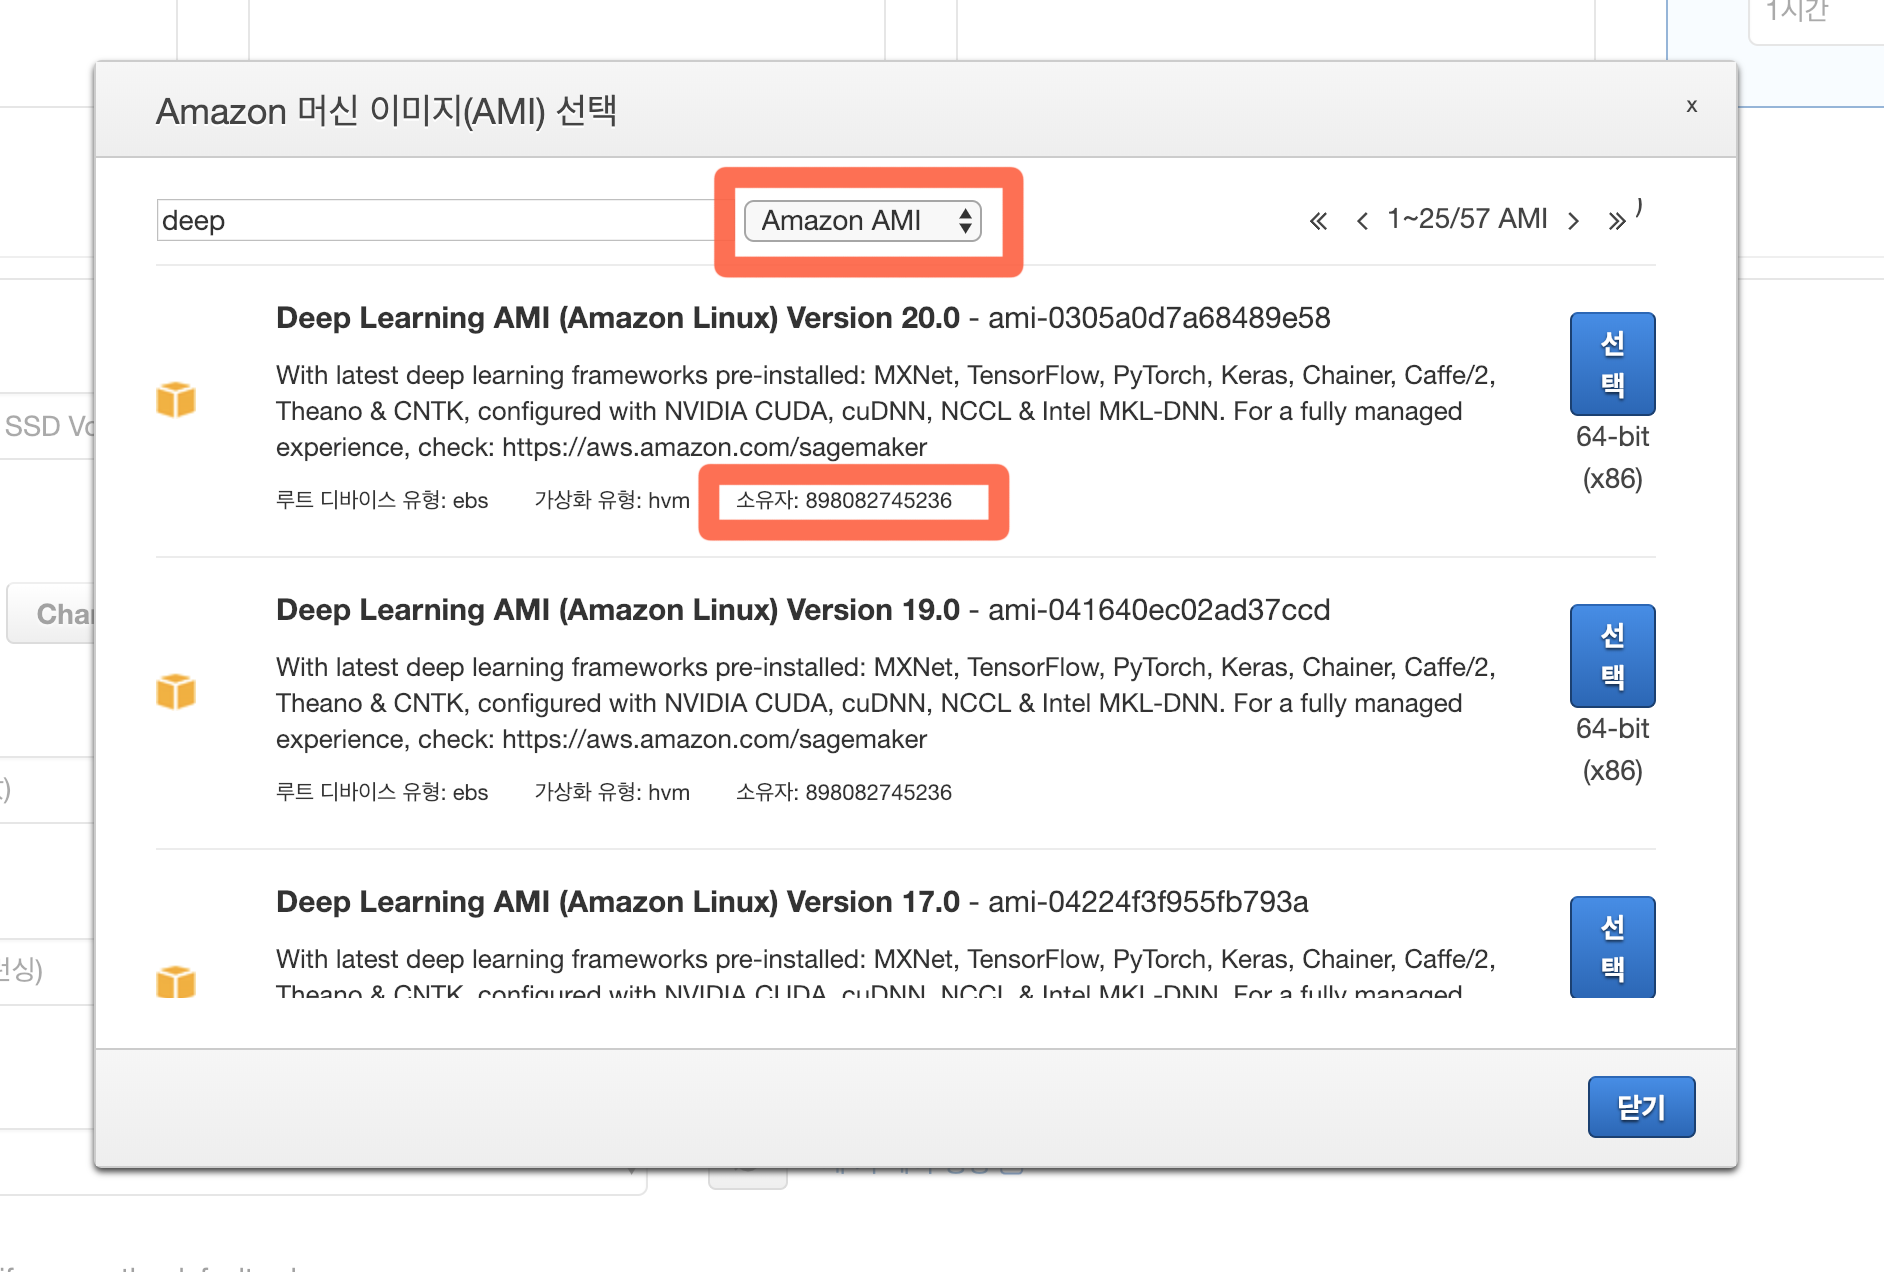 1시간
Amazon 머신 이미지(AMI) 선택
x
deep
Amazon AMI
« ‹ 1~25/57 AMI › » )
Deep Learning AMI (Amazon Linux) Version 20.0 - ami-0305a0d7a68489e58
With latest deep learning frameworks pre-installed: MXNet, TensorFlow, PyTorch, Keras, Chainer, Caffe/2,
Theano & CNTK, configured with NVIDIA CUDA, cuDNN, NCCL & Intel MKL-DNN. For a fully managed
experience, check: https://aws.amazon.com/sagemaker
루트 디바이스 유형: ebs 가상화 유형: hvm 소유자: 898082745236
선
택
64-bit
(x86)
SSD
Deep Learning AMI (Amazon Linux) Version 19.0 - ami-041640ec02ad37ccd
With latest deep learning frameworks pre-installed: MXNet, TensorFlow, PyTorch, Keras, Chainer, Caffe/2,
Theano & CNTK, configured with NVIDIA CUDA, cuDNN, NCCL & Intel MKL-DNN. For a fully managed
experience, check: https://aws.amazon.com/sagemaker
루트 디바이스 유형: ebs 가상화 유형: hvm 소유자: 898082745236
선
택
64-bit
(x86)
Deep Learning AMI (Amazon Linux) Version 17.0 - ami-04224f3f955fb793a
With latest deep learning frameworks pre-installed: MXNet, TensorFlow, PyTorch, Keras, Chainer, Caffe/2,
Theano & CNTK, configured with NVIDIA CUDA, cuDNN, NCCL & Intel MKL-DNN. For a fully managed
선
택
닫기